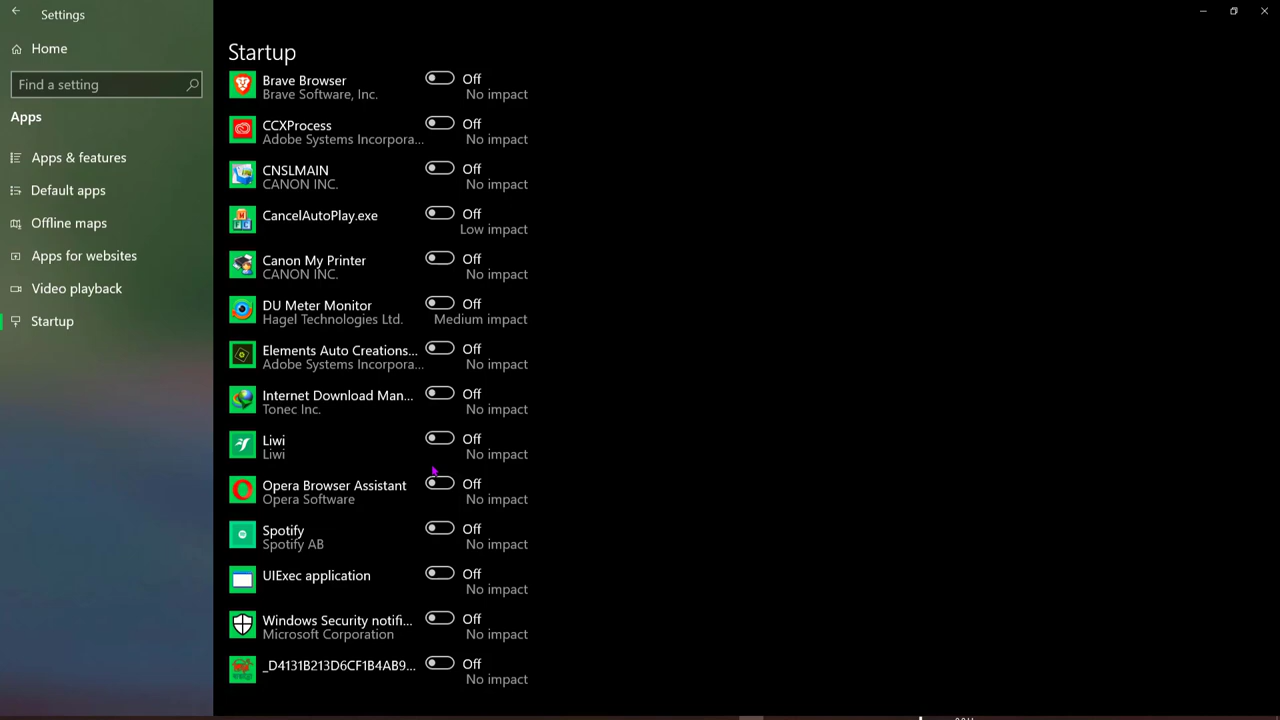 Settings
Home
Find a setting
Apps
Apps & features
Default apps
Offline maps
Apps for websites
Video playback
Startup
Startup
Brave Browser
Off
Brave Software, Inc.
No impact
CCXProcess
Off
Adobe Systems Incorpora...
No impact
CNSLMAIN
Off
CANON INC.
No impact
CancelAutoPlay.exe
Off
Low impact
Canon My Printer
Off
CANON INC.
No impact
DU Meter Monitor
Off
Hagel Technologies Ltd.
Medium impact
Elements Auto Creations...
Off
Adobe Systems Incorpora...
No impact
Internet Download Man...
Off
Tonec Inc.
No impact
Liwi
Off
Liwi
No impact
Opera Browser Assistant
Off
Opera Software
No impact
Spotify
Off
Spotify AB
No impact
UIExec application
Off
No impact
Windows Security notifi...
Off
Microsoft Corporation
No impact
_D4131B213D6CF1B4AB9...
Off
No impact